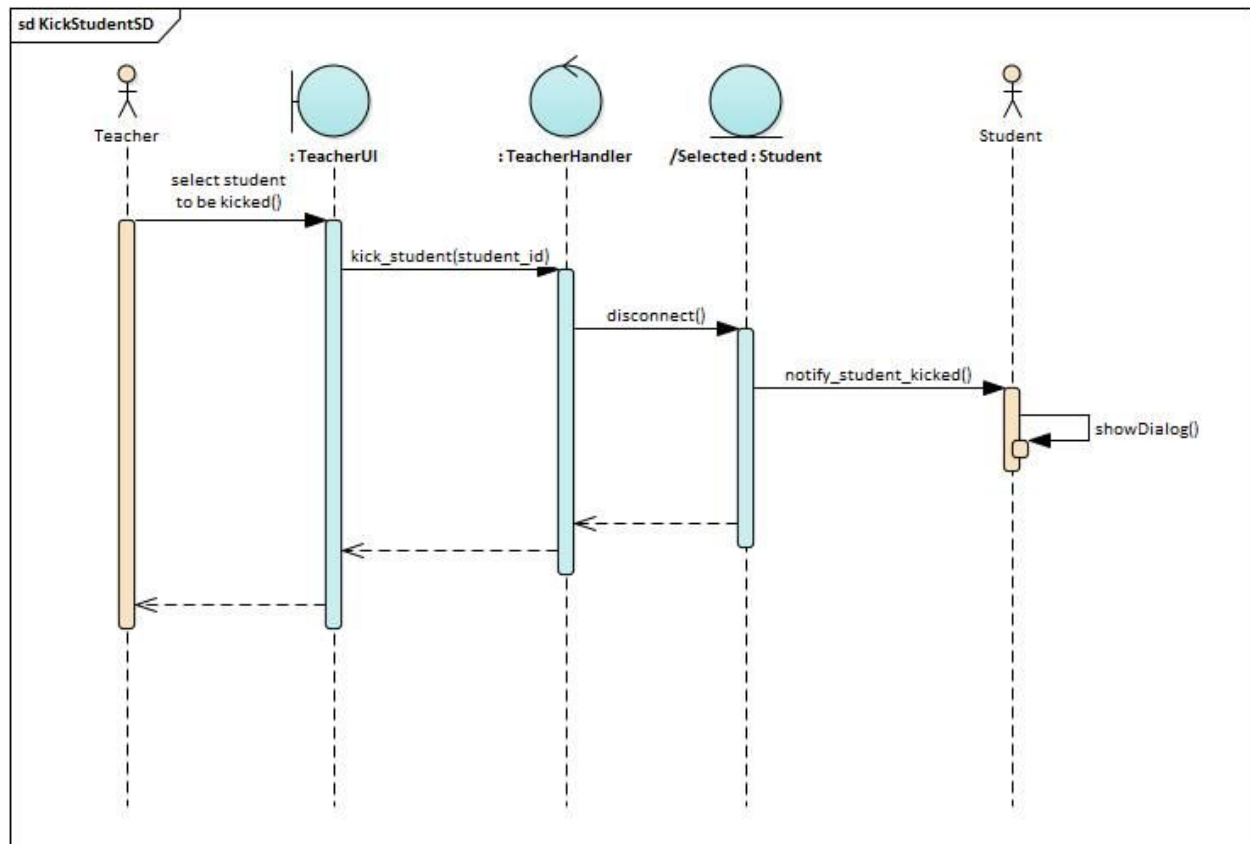 sd KickStudentSD
Teacher
: TeacherUI
: TeacherHandler
/Selected : Student
Student
select student
to be kicked()
kick_student(student_id)
disconnect()
notify_student_kicked()
showDialog()